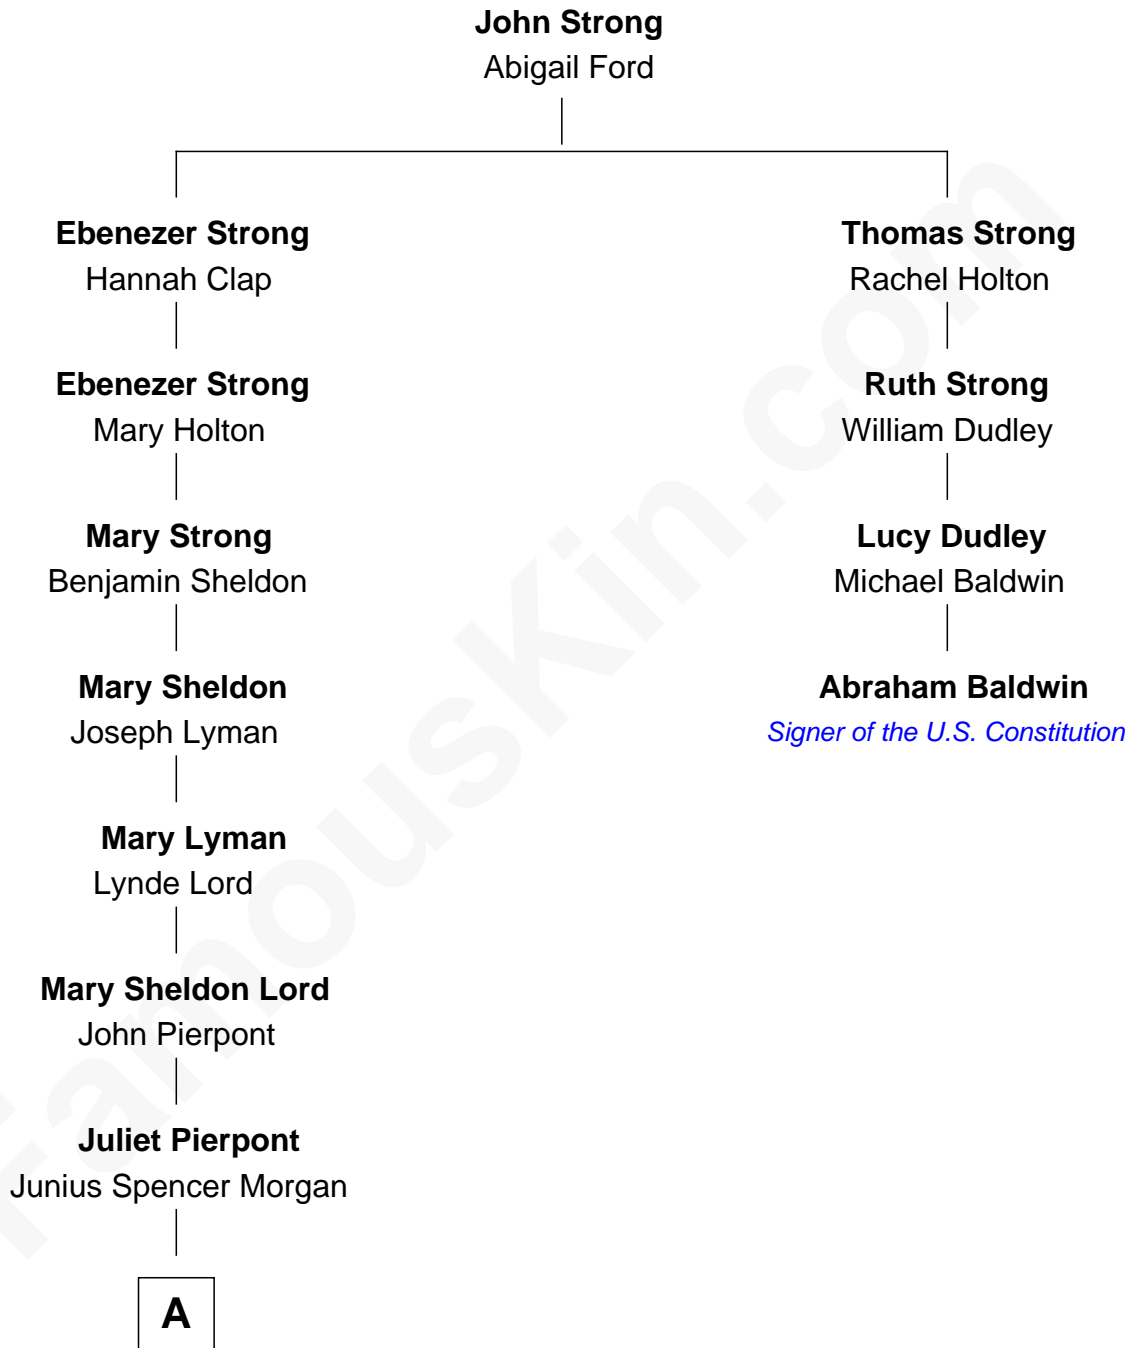 John Strong
Abigail Ford
Ebenezer Strong
Hannah Clap
Thomas Strong
Rachel Holton
Ebenezer Strong
Mary Holton
Ruth Strong
William Dudley
Mary Strong
Benjamin Sheldon
Lucy Dudley
Michael Baldwin
Mary Sheldon
Joseph Lyman
Abraham Baldwin
Signer of the U.S. Constitution
Mary Lyman
Lynde Lord
Mary Sheldon Lord
John Pierpont
Juliet Pierpont
Junius Spencer Morgan
A
FamousKin.com